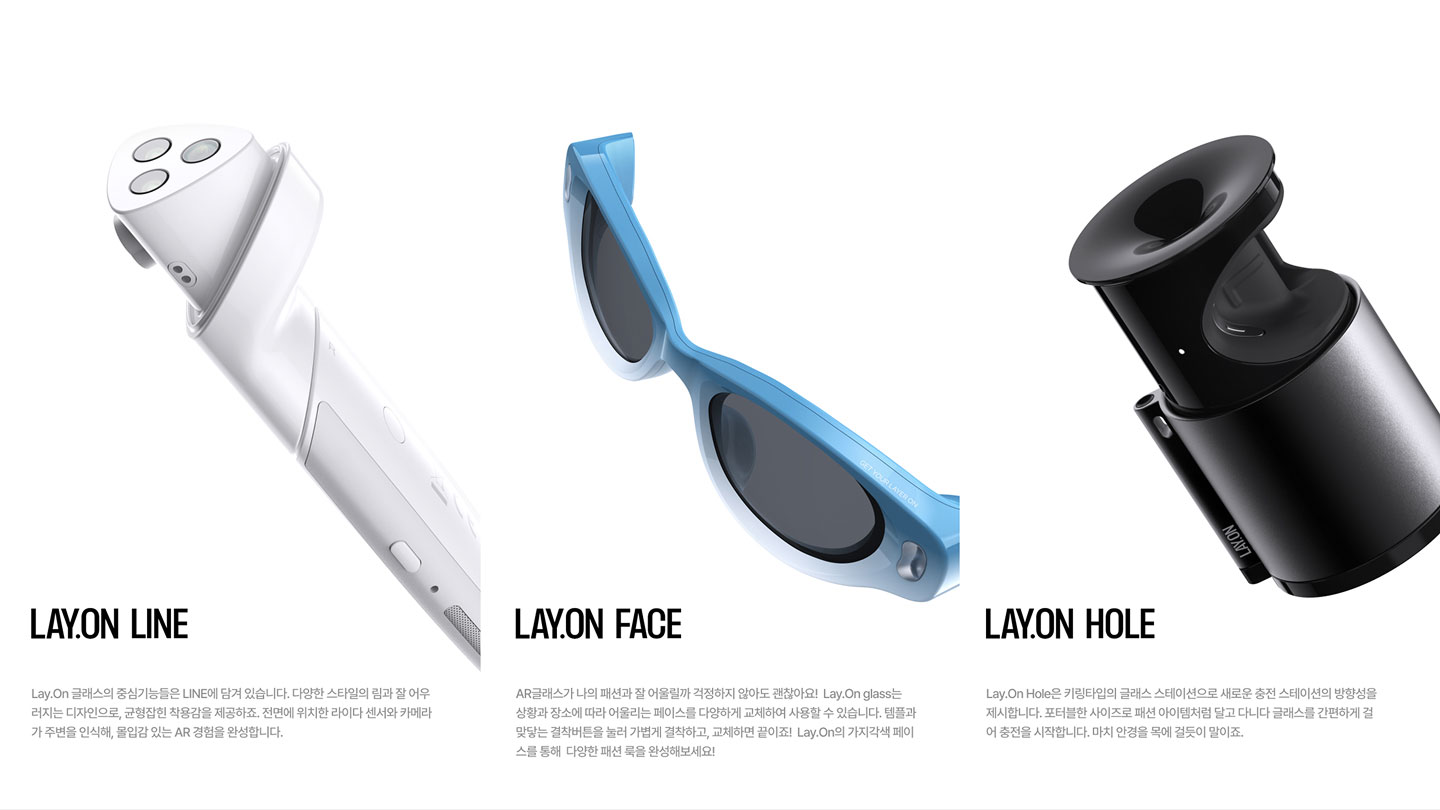 GET YOUR LAYER ON
LAY.ON
LAY.ON LINE
Lay.On 글래스의 중심기능들은 LINE에 담겨 있습니다. 다양한 스타일의 림과 잘 어우
러지는 디자인으로, 균형잡힌 착용감을 제공하죠. 전면에 위치한 라이다 센서와 카메라
가 주변을 인식해, 몰입감 있는 AR 경험을 완성합니다.
LAY.ON FACE
AR글래스가 나의 패션과 잘 어울릴까 걱정하지 않아도 괜찮아요! Lay.On glass는
상황과 장소에 따라 어울리는 페이스를 다양하게 교체하여 사용할 수 있습니다. 템플과
맞닿는 결착버튼을 눌러 가볍게 결착하고, 교체하면 끝이죠! Lay.On의 가지각색 페이
스를 통해 다양한 패션 룩을 완성해보세요!
LAY.ON HOLE
Lay.On Hole은 키링타입의 글래스 스테이션으로 새로운 충전 스테이션의 방향성을
제시합니다. 포터블한 사이즈로 패션 아이템처럼 달고 다니다 글래스를 간편하게 걸
어 충전을 시작합니다. 마치 안경을 목에 걸듯이 말이죠.